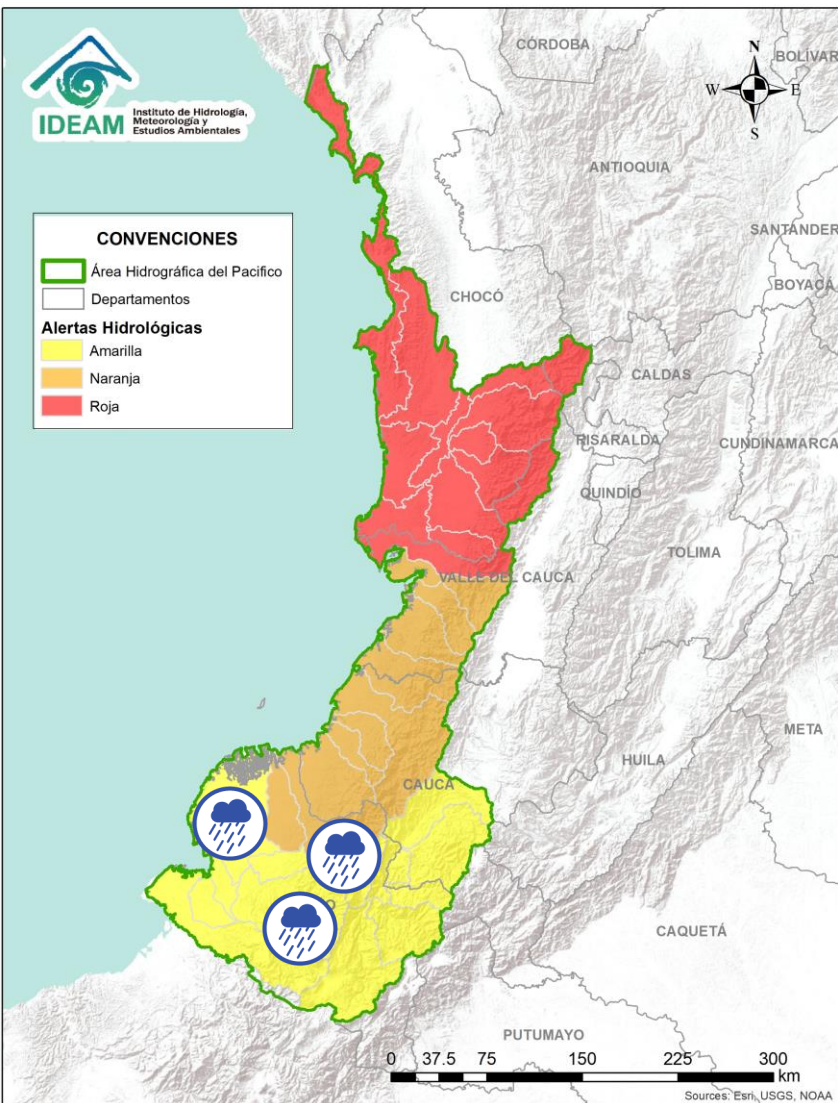 IDEAM
Instituto de Hidrología,
Meteorología y
Estudios Ambientales
N
W
E
S
CÓRDOBA
BOLÍVAR
ANTIOQUIA
SANTANDER
BOYACÁ
CONVENCIONES
Área Hidrográfica del Pacifico
Departamentos
Alertas Hidrológicas
Amarilla
Naranja
Roja
CHOCÓ
CALDAS
RISARALDA
CUNDINAMARCA
QUINDÍO
TOLIMA
VALLE DEL CAUCA
META
HUILA
CAUCA
O
CAQUETÁ
PUTUMAYO
0 37.5 75 150 225 300
km
Sources: Esri, USGS, NOAA